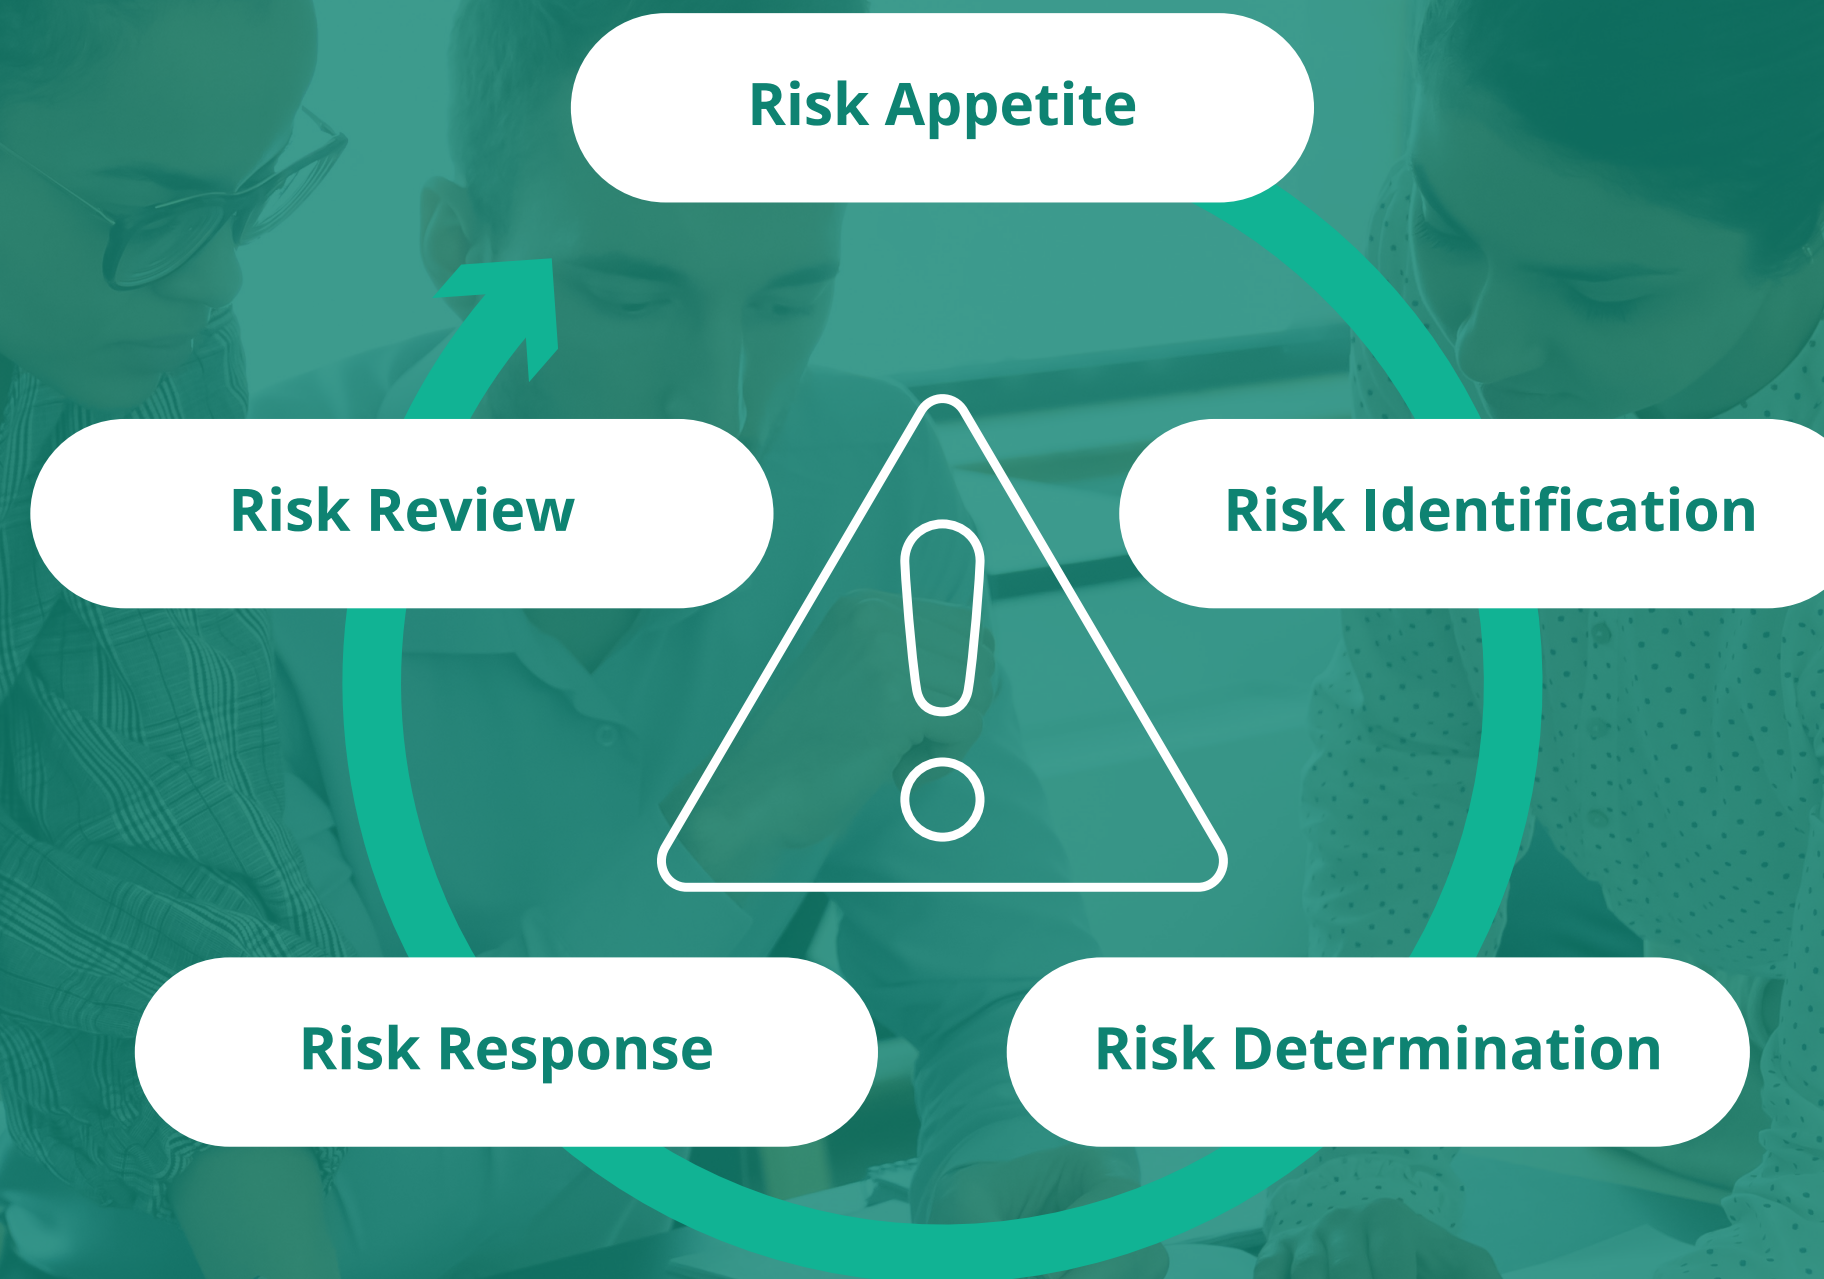 Risk Appetite
Risk Review
Risk Identification
Risk Response
Risk Determination